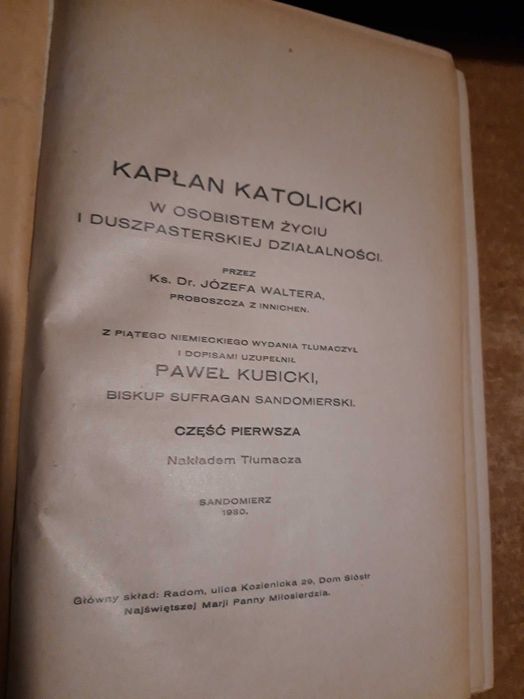 KAPŁAN KATOLICKI
W OSOBISTEM ŻYCIU
I DUSZPASTERSKIEJ DZIAŁALNOŚCI.
PRZEZ
Ks. Dr. JÓZEFA WALTERA,
PROBOSZCZA Z INNICHEN.
Z PIĄTEGO NIEMIECKIEGO WYDANIA TŁUMACZYŁ
I DOPISAMI UZUPEŁNIŁ
PAWEŁ KUBICKI,
BISKUP SUFRAGAN SANDOMIERSKI.
CZĘŚĆ PIERWSZA
Nakładem Tłumacza
SANDOMIERZ
1930.
Główny skład: Radom, ulica Kozienicka 29, Dom Sióstr
Najświętszej Marji Panny Miłosierdzia.